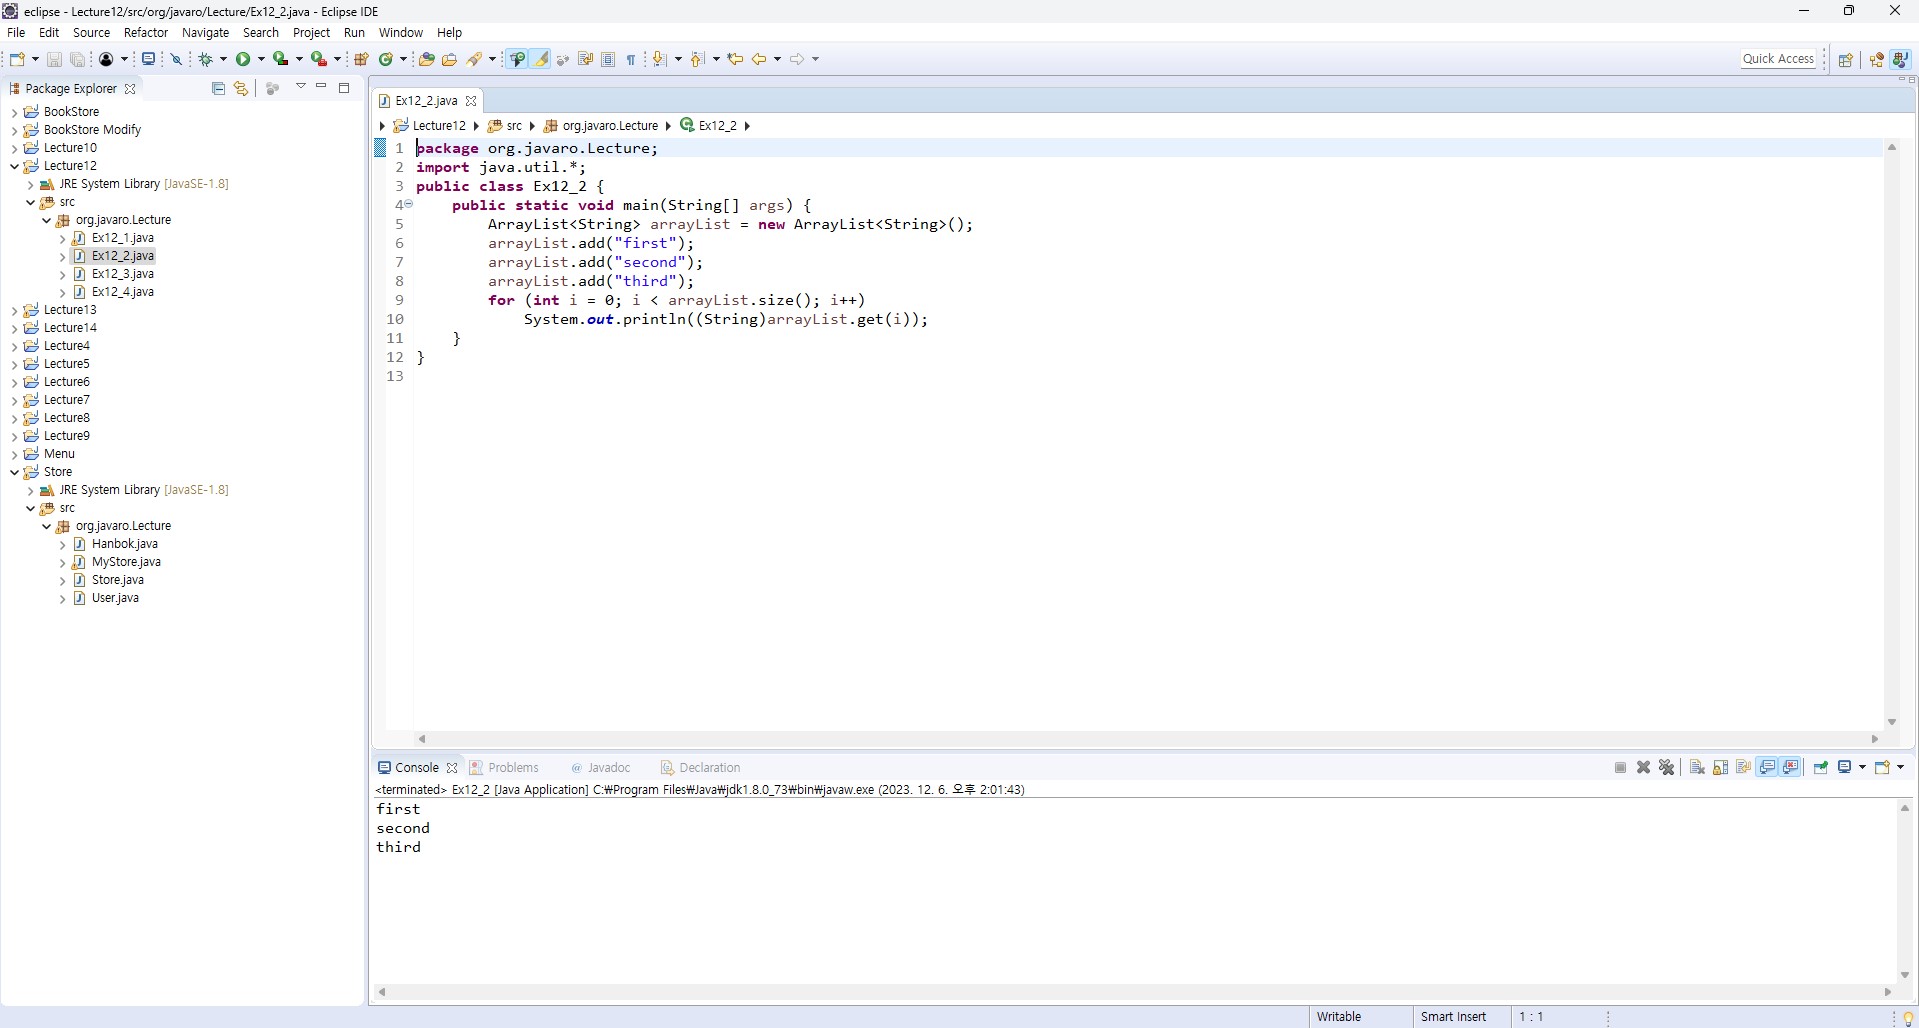 eclipse - Lecture12/src/org/javaro/Lecture/Ex12_2.java - Eclipse IDE
File Edit Source Refactor Navigate Search Project Run Window Help
Quick Access
Package Explorer
BookStore
BookStore Modify
Lecture10
Lecture12
JRE System Library [JavaSE-1.8]
src
org.javaro.Lecture
Ex12_1.java
Ex12_2.java
Ex12_3.java
Ex12_4.java
Lecture13
Lecture14
Lecture4
Lecture5
Lecture6
Lecture7
Lecture8
Lecture9
Menu
Store
JRE System Library [JavaSE-1.8]
src
org.javaro.Lecture
Hanbok.java
MyStore.java
Store.java
User.java
Ex12_2.java
Lecture12 src org.javaro.Lecture Ex12_2
1 package org.javaro.Lecture;
2 import java.util.*;
3 public class Ex12_2 {
4 public static void main(String[] args) {
5 ArrayList<String> arrayList = new ArrayList<String>();
6 arrayList.add("first");
7 arrayList.add("second");
8 arrayList.add("third");
9 for (int i = 0; i < arrayList.size(); i++)
10 System.out.println((String)arrayList.get(i));
11 }
12 }
13
Console Problems @ Javadoc Declaration
<terminated> Ex12_2 [Java Application] C:₩Program Files₩Java₩jdk1.8.0_73₩bin₩javaw.exe (2023. 12. 6. 오후 2:01:43)
first
second
third
Writable Smart Insert 1 : 1